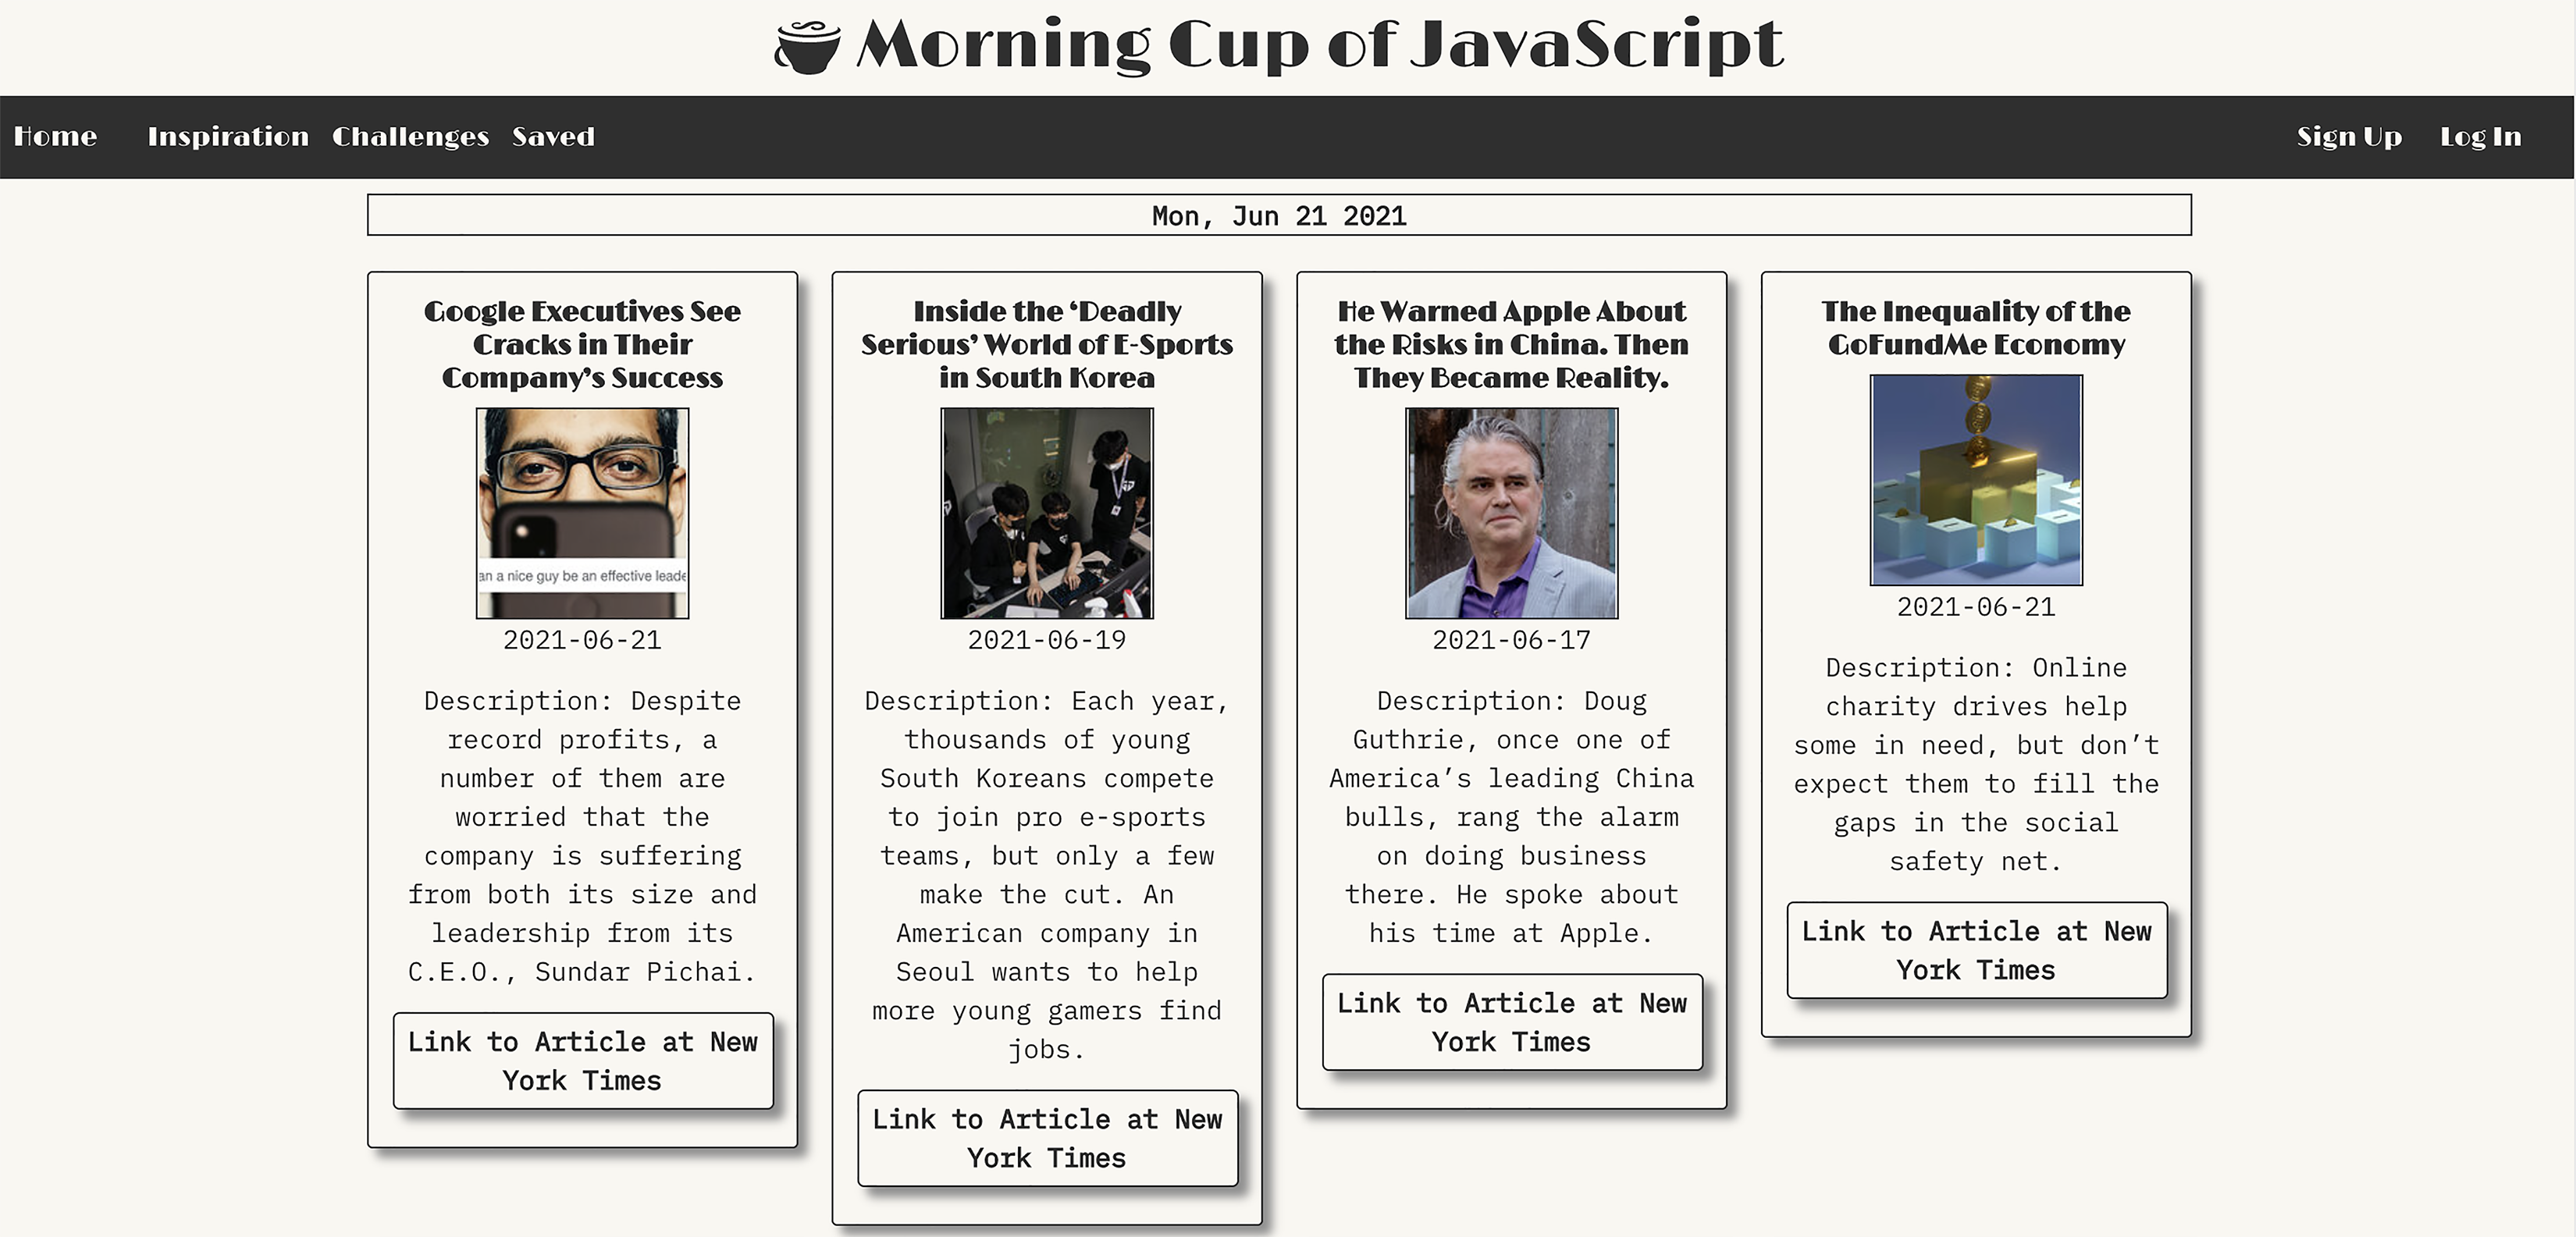 Morning Cup of JavaScript
Home Inspiration Challenges Saved Sign Up Log In
Mon, Jun 21 2021
Google Executives See
Cracks in Their
Company’s Success
an a nice guy be an effective leade
2021-06-21
Description: Despite
record profits, a
number of them are
worried that the
company is suffering
from both its size and
leadership from its
C.E.O., Sundar Pichai.
Link to Article at New
York Times
Inside the ‘Deadly
Serious’ World of E-Sports
in South Korea
2021-06-19
Description: Each year,
thousands of young
South Koreans compete
to join pro e-sports
teams, but only a few
make the cut. An
American company in
Seoul wants to help
more young gamers find
jobs.
Link to Article at New
York Times
He Warned Apple About
the Risks in China. Then
They Became Reality.
2021-06-17
Description: Doug
Guthrie, once one of
America’s leading China
bulls, rang the alarm
on doing business
there. He spoke about
his time at Apple.
Link to Article at New
York Times
The Inequality of the
GoFundMe Economy
2021-06-21
Description: Online
charity drives help
some in need, but don’t
expect them to fill the
gaps in the social
safety net.
Link to Article at New
York Times